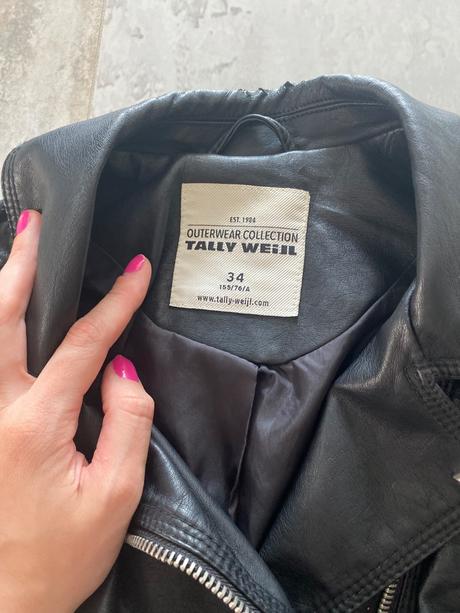 EST. 1984
OUTERWEAR COLLECTION
TALLY WEiJL
34
155/76/A
www.tally-weijl.com